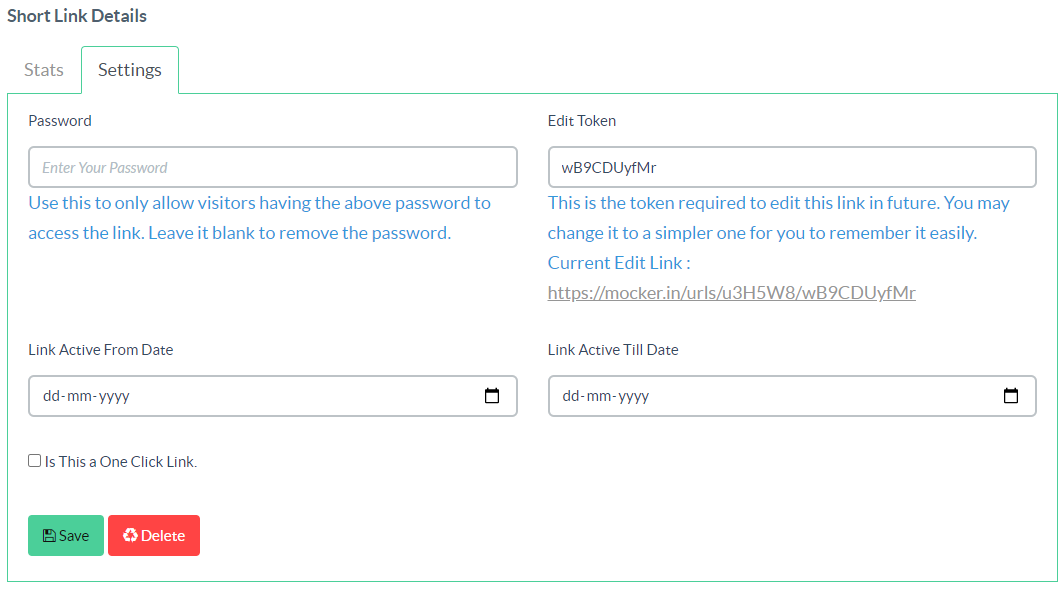 Short Link Details
Stats
Settings
Password
Edit Token
Enter Your Password
wB9CDUyfMr
Use this to only allow visitors having the above password to
access the link. Leave it blank to remove the password.
This is the token required to edit this link in future. You may
change it to a simpler one for you to remember it easily.
Current Edit Link :
https://mocker.in/urls/u3H5W8/wB9CDUyfMr
Link Active From Date
Link Active Till Date
dd-mm-yyyy
dd-mm-yyyy
Is This a One Click Link.
Save
Delete